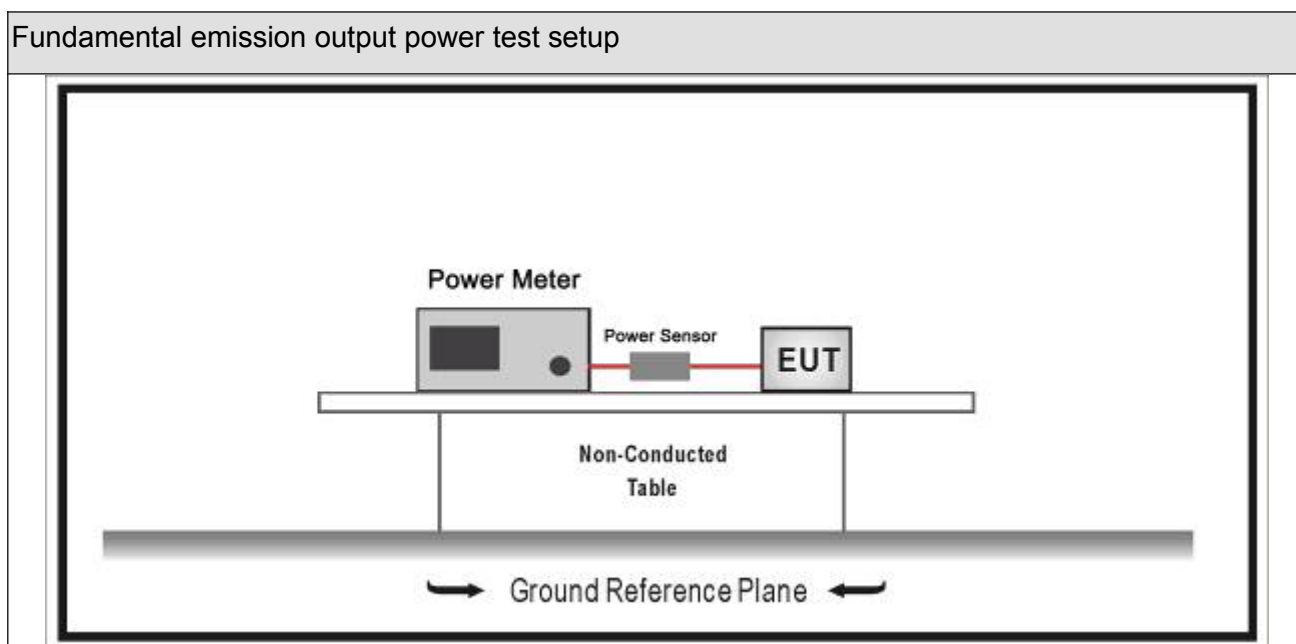 Fundamental emission output power test setup
Power Meter
Power Sensor
EUT
Non-Conducted
Table
Ground Reference Plane